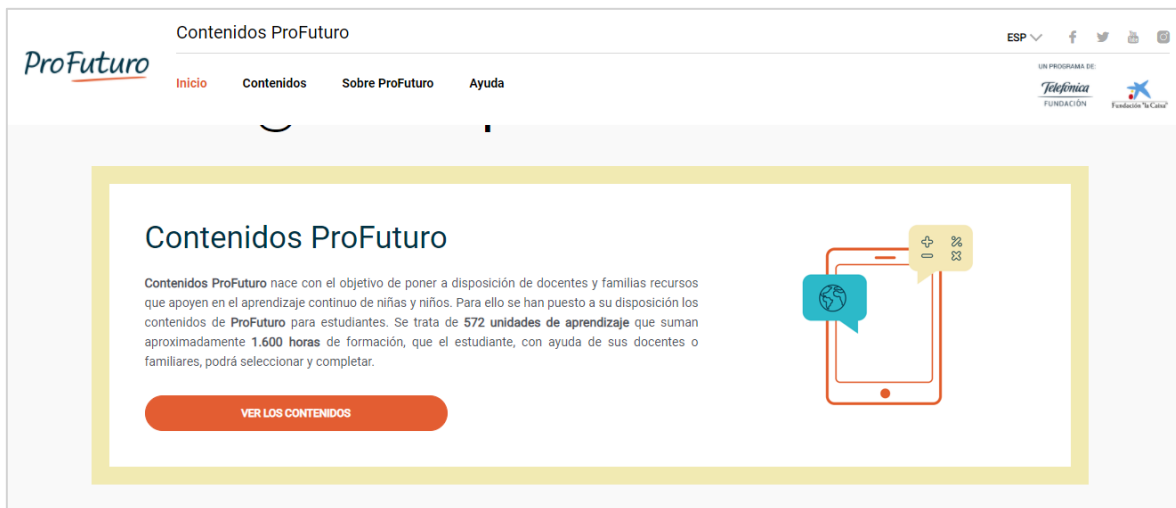 Contenidos ProFuturo
ESP
ProFuturo
Inicio Contenidos Sobre ProFuturo Ayuda
UN PROGRAMA DE:
Telefónica
FUNDACIÓN
Fundación "la Caixa"
Contenidos ProFuturo
Contenidos ProFuturo nace con el objetivo de poner a disposición de docentes y familias recursos
que apoyen en el aprendizaje continuo de niñas y niños. Para ello se han puesto a su disposición los
contenidos de ProFuturo para estudiantes. Se trata de 572 unidades de aprendizaje que suman
aproximadamente 1.600 horas de formación, que el estudiante, con ayuda de sus docentes o
familiares, podrá seleccionar y completar.
VER LOS CONTENIDOS